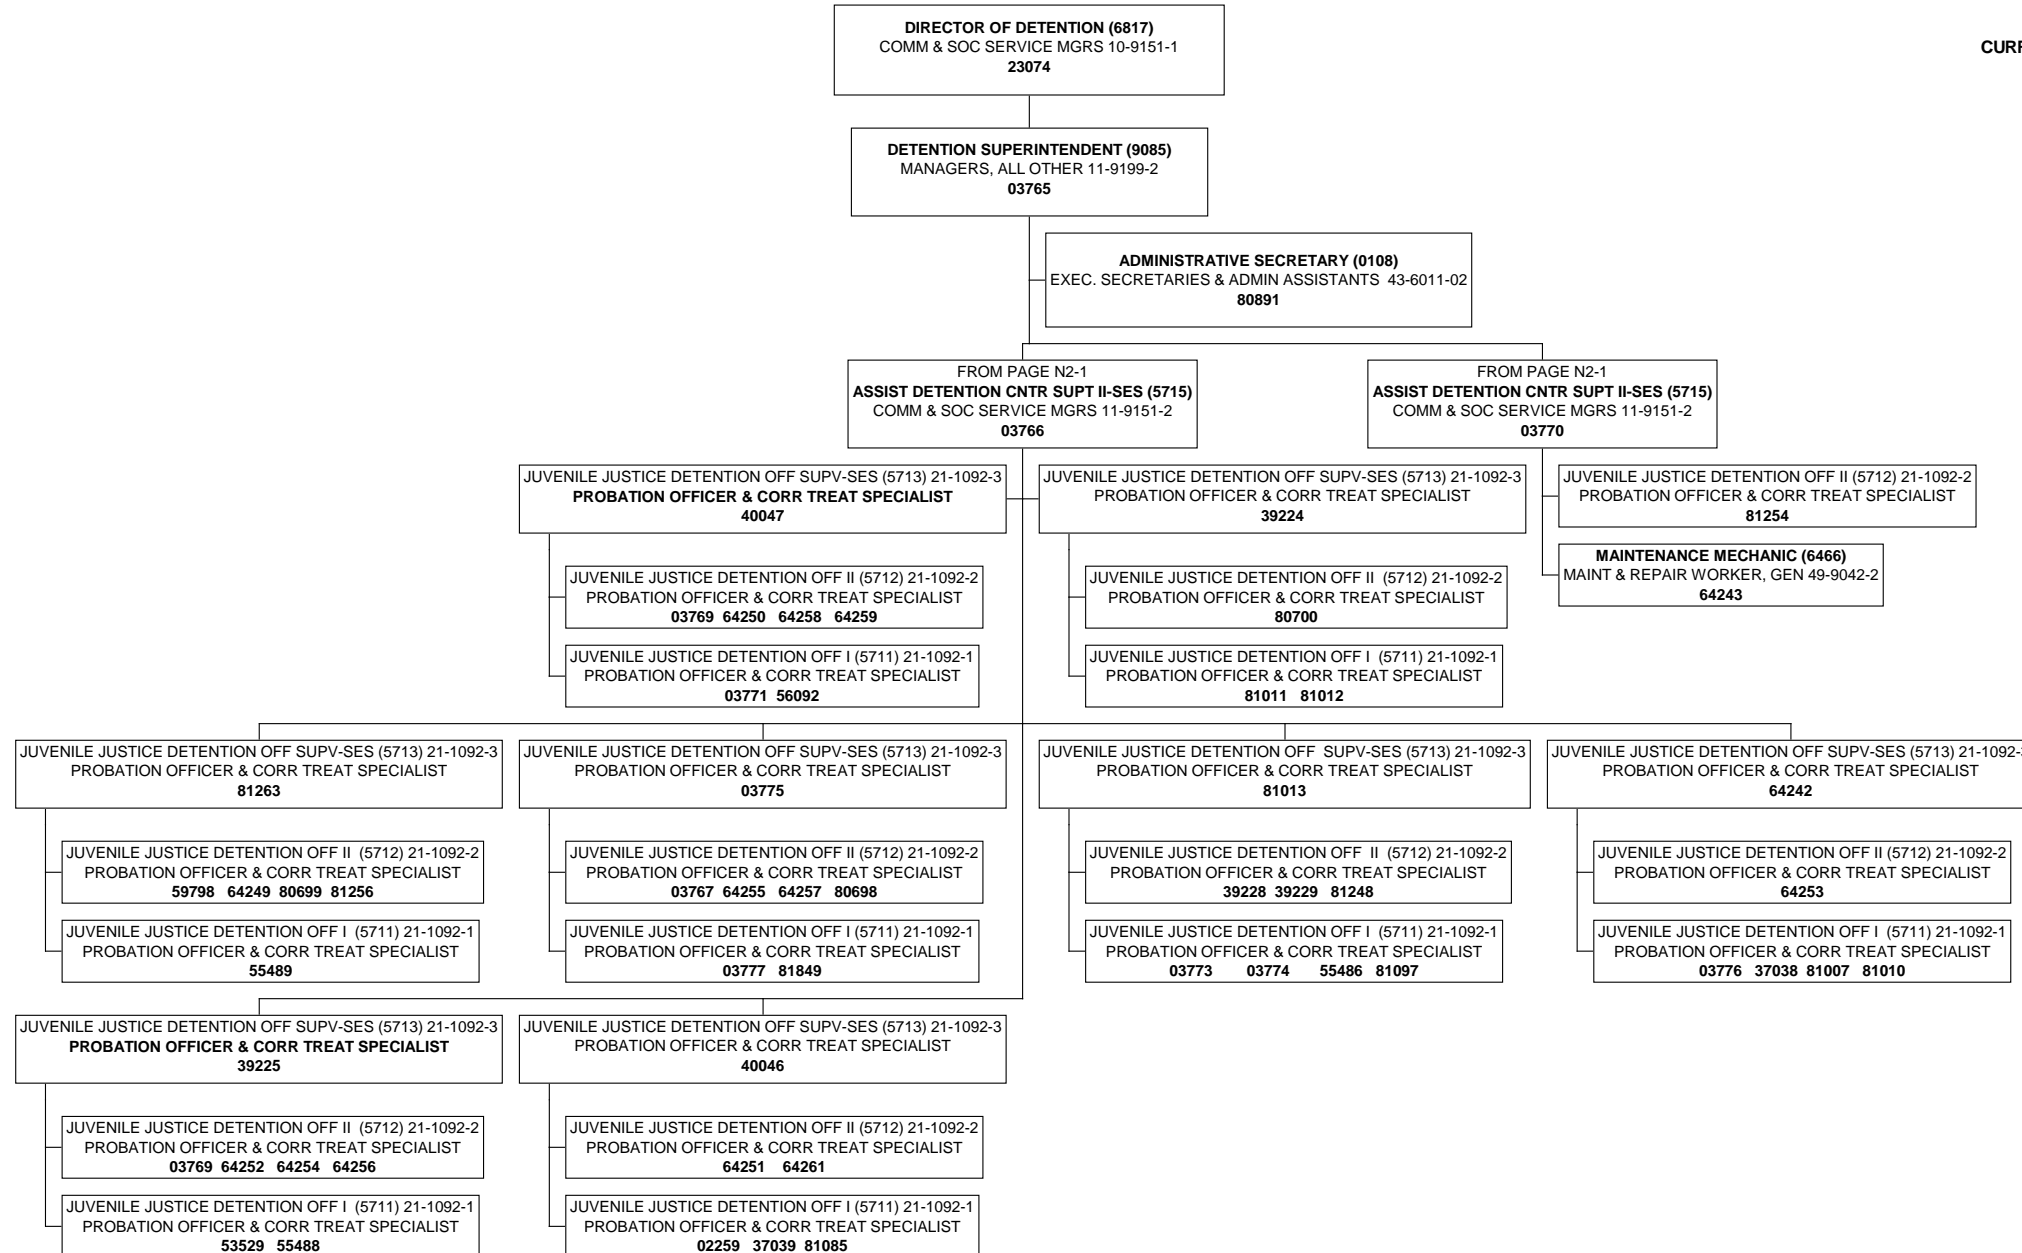 DIRECTOR OF DETENTION (6817)
COMM & SOC SERVICE MGRS 10-9151-1
23074
CURR
DETENTION SUPERINTENDENT (9085)
MANAGERS, ALL OTHER 11-9199-2
03765
ADMINISTRATIVE SECRETARY (0108)
EXEC. SECRETARIES & ADMIN ASSISTANTS 43-6011-02
80891
FROM PAGE N2-1
ASSIST DETENTION CNTR SUPT II-SES (5715)
COMM & SOC SERVICE MGRS 11-9151-2
03766
FROM PAGE N2-1
ASSIST DETENTION CNTR SUPT II-SES (5715)
COMM & SOC SERVICE MGRS 11-9151-2
03770
JUVENILE JUSTICE DETENTION OFF SUPV-SES (5713) 21-1092-3
PROBATION OFFICER & CORR TREAT SPECIALIST
40047
JUVENILE JUSTICE DETENTION OFF II (5712) 21-1092-2
PROBATION OFFICER & CORR TREAT SPECIALIST
03769 64250 64258 64259
JUVENILE JUSTICE DETENTION OFF I (5711) 21-1092-1
PROBATION OFFICER & CORR TREAT SPECIALIST
03771 56092
JUVENILE JUSTICE DETENTION OFF SUPV-SES (5713) 21-1092-3
PROBATION OFFICER & CORR TREAT SPECIALIST
39224
JUVENILE JUSTICE DETENTION OFF II (5712) 21-1092-2
PROBATION OFFICER & CORR TREAT SPECIALIST
80700
JUVENILE JUSTICE DETENTION OFF I (5711) 21-1092-1
PROBATION OFFICER & CORR TREAT SPECIALIST
81011 81012
JUVENILE JUSTICE DETENTION OFF II (5712) 21-1092-2
PROBATION OFFICER & CORR TREAT SPECIALIST
81254
MAINTENANCE MECHANIC (6466)
MAINT & REPAIR WORKER, GEN 49-9042-2
64243
JUVENILE JUSTICE DETENTION OFF SUPV-SES (5713) 21-1092-3
PROBATION OFFICER & CORR TREAT SPECIALIST
81263
JUVENILE JUSTICE DETENTION OFF II (5712) 21-1092-2
PROBATION OFFICER & CORR TREAT SPECIALIST
59798 64249 80699 81256
JUVENILE JUSTICE DETENTION OFF I (5711) 21-1092-1
PROBATION OFFICER & CORR TREAT SPECIALIST
55489
JUVENILE JUSTICE DETENTION OFF SUPV-SES (5713) 21-1092-3
PROBATION OFFICER & CORR TREAT SPECIALIST
03775
JUVENILE JUSTICE DETENTION OFF II (5712) 21-1092-2
PROBATION OFFICER & CORR TREAT SPECIALIST
03767 64255 64257 80698
JUVENILE JUSTICE DETENTION OFF I (5711) 21-1092-1
PROBATION OFFICER & CORR TREAT SPECIALIST
03777 81849
JUVENILE JUSTICE DETENTION OFF SUPV-SES (5713) 21-1092-3
PROBATION OFFICER & CORR TREAT SPECIALIST
81013
JUVENILE JUSTICE DETENTION OFF II (5712) 21-1092-2
PROBATION OFFICER & CORR TREAT SPECIALIST
39228 39229 81248
JUVENILE JUSTICE DETENTION OFF I (5711) 21-1092-1
PROBATION OFFICER & CORR TREAT SPECIALIST
03773 03774 55486 81097
JUVENILE JUSTICE DETENTION OFF SUPV-SES (5713) 21-1092-3
PROBATION OFFICER & CORR TREAT SPECIALIST
64242
JUVENILE JUSTICE DETENTION OFF II (5712) 21-1092-2
PROBATION OFFICER & CORR TREAT SPECIALIST
64253
JUVENILE JUSTICE DETENTION OFF I (5711) 21-1092-1
PROBATION OFFICER & CORR TREAT SPECIALIST
03776 37038 81007 81010
JUVENILE JUSTICE DETENTION OFF SUPV-SES (5713) 21-1092-3
PROBATION OFFICER & CORR TREAT SPECIALIST
39225
JUVENILE JUSTICE DETENTION OFF II (5712) 21-1092-2
PROBATION OFFICER & CORR TREAT SPECIALIST
03769 64252 64254 64256
JUVENILE JUSTICE DETENTION OFF I (5711) 21-1092-1
PROBATION OFFICER & CORR TREAT SPECIALIST
53529 55488
JUVENILE JUSTICE DETENTION OFF SUPV-SES (5713) 21-1092-3
PROBATION OFFICER & CORR TREAT SPECIALIST
40046
JUVENILE JUSTICE DETENTION OFF II (5712) 21-1092-2
PROBATION OFFICER & CORR TREAT SPECIALIST
64251 64261
JUVENILE JUSTICE DETENTION OFF I (5711) 21-1092-1
PROBATION OFFICER & CORR TREAT SPECIALIST
02259 37039 81085